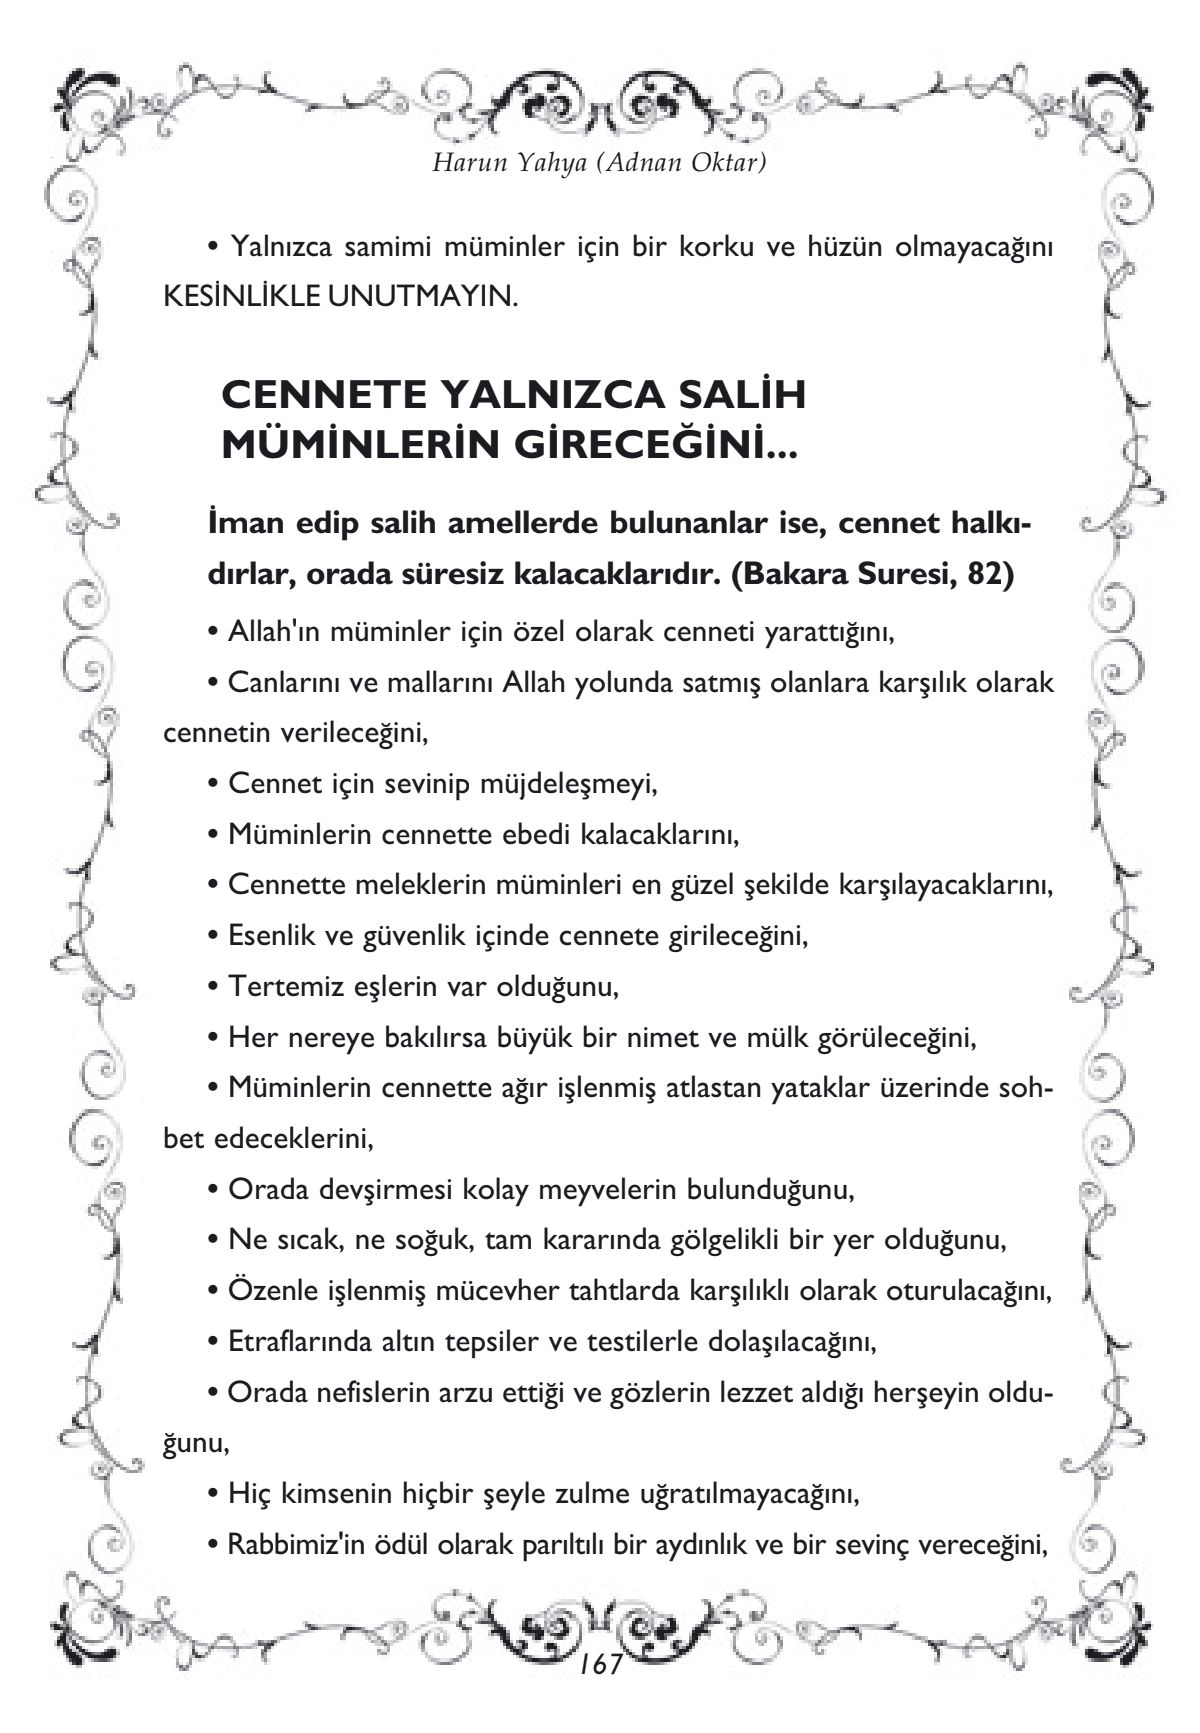 Harun Yahya (Adnan Oktar)
• Yalnızca samimi müminler için bir korku ve hüzün olmayacağını
KESİNLİKLE UNUTMAYIN.
CENNETE YALNIZCA SALİH
MÜMİNLERİN GİRECEĞİNİ...
İman edip salih amellerde bulunanlar ise, cennet halkı-
dırlar, orada süresiz kalacaklarıdır. (Bakara Suresi, 82)
• Allah'ın müminler için özel olarak cenneti yarattığını,
• Canlarını ve mallarını Allah yolunda satmış olanlara karşılık olarak
cennetin verileceğini,
• Cennet için sevinip müjdeleşmeyi,
• Müminlerin cennette ebedi kalacaklarını,
• Cennette meleklerin müminleri en güzel şekilde karşılayacaklarını,
• Esenlik ve güvenlik içinde cennete girileceğini,
• Tertemiz eşlerin var olduğunu,
• Her nereye bakılırsa büyük bir nimet ve mülk görüleceğini,
• Müminlerin cennette ağır işlenmiş atlastan yataklar üzerinde soh-
bet edeceklerini,
• Orada devşirmesi kolay meyvelerin bulunduğunu,
• Ne sıcak, ne soğuk, tam kararında gölgelikli bir yer olduğunu,
• Özenle işlenmiş mücevher tahtlarda karşılıklı olarak oturulacağını,
• Etraflarında altın tepsiler ve testilerle dolaşılacağını,
• Orada nefislerin arzu ettiği ve gözlerin lezzet aldığı herşeyin oldu-
ğunu,
• Hiç kimsenin hiçbir şeyle zulme uğratılmayacağını,
• Rabbimiz'in ödül olarak parıltılı bir aydınlık ve bir sevinç vereceğini,
167